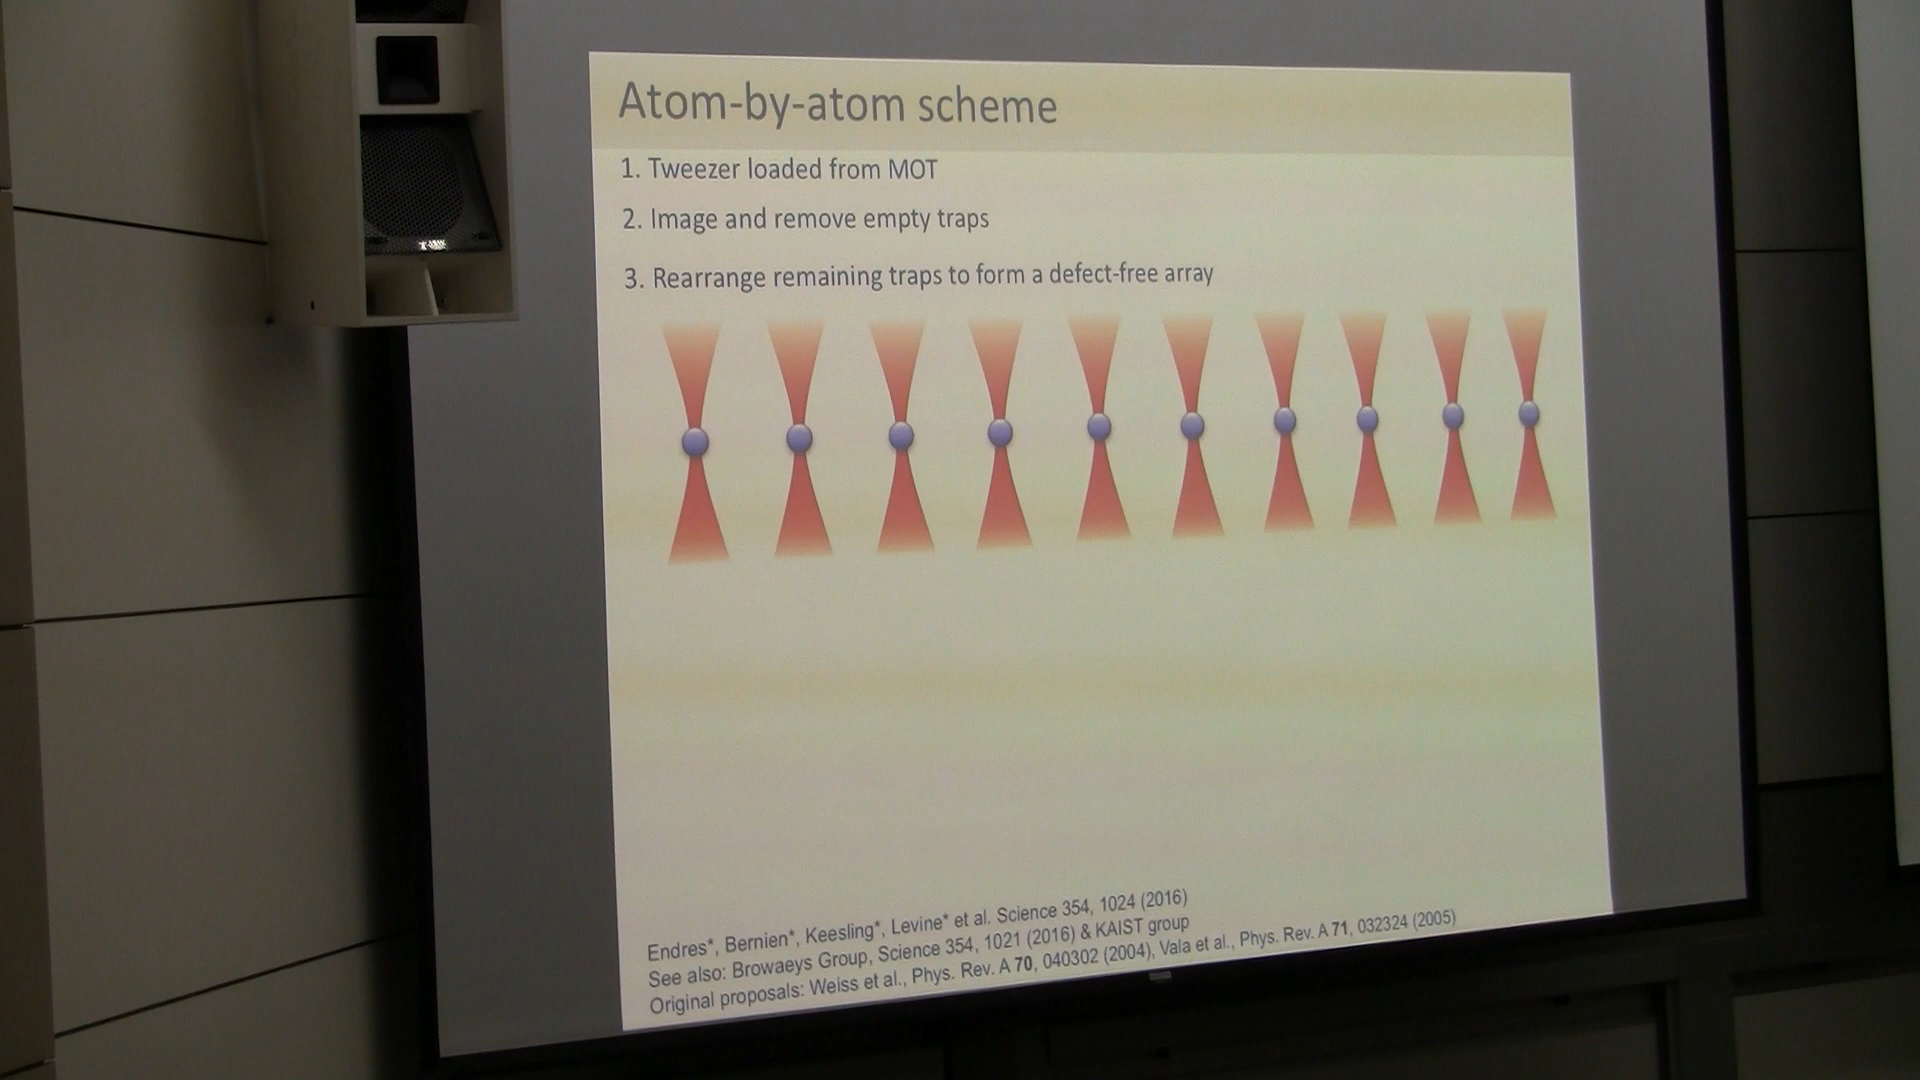 Atom-by-atom scheme
1. Tweezer loaded from MOT
2. Image and remove empty traps
3. Rearrange remaining traps to form a defect-free array
Endres*, Bernien*, Keesling*, Levine* et al. Science 354, 1024 (2016)
See also: Browaeys Group, Science 354, 1021 (2016) & KAIST group
Original proposals: Weiss et al., Phys. Rev. A 70, 040302 (2004), Vala et al., Phys. Rev. A 71, 032324 (2005)